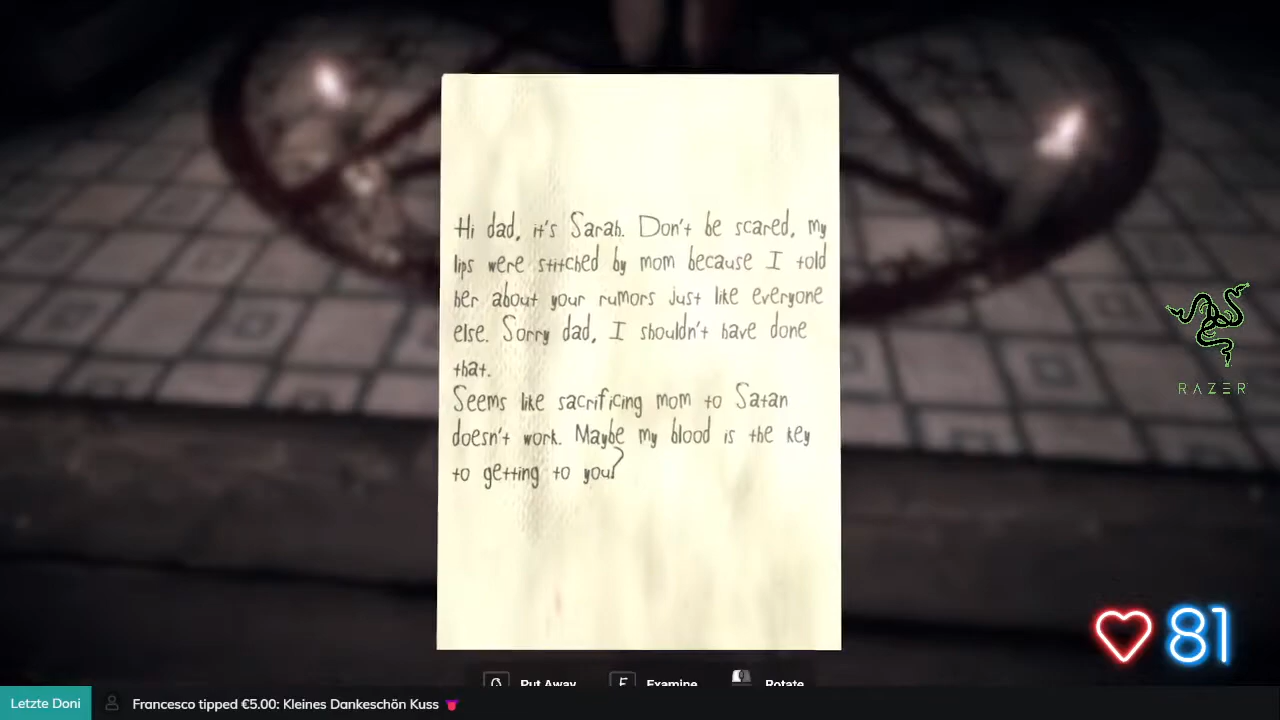 Hi dad, it's Sarah. Don't be scared, my
lips were stitched by mom because I told
her about your rumors just like everyone
else. Sorry dad, I shouldn't have done
that.
Seems like sacrificing mom to Satan
doesn't work. Maybe my blood is the key
to getting to you?
RAZER
81
Put Away Examine Rotate
Letzte Doni Francesco tipped €5.00: Kleines Dankeschön Kuss 👅